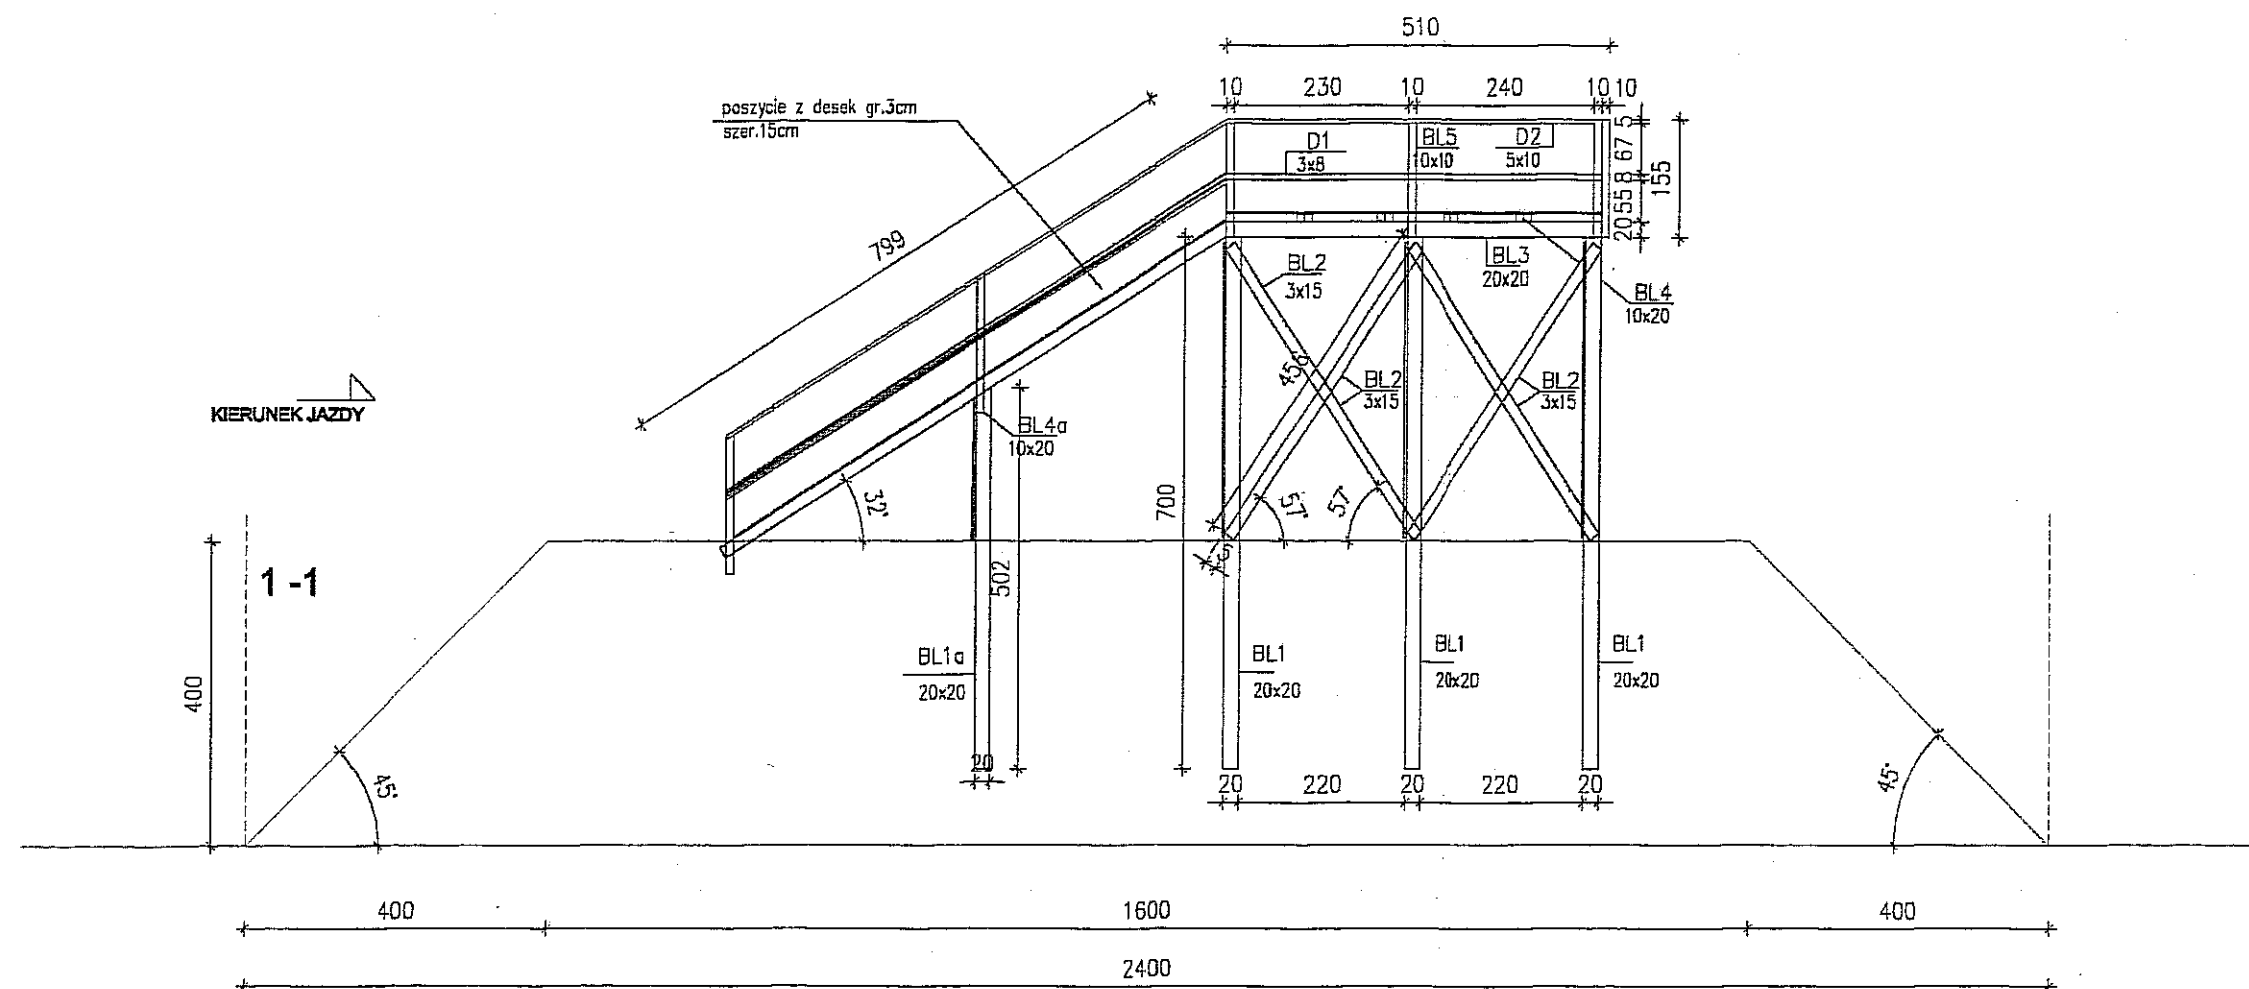 510
10 230 10 240 10 10
poszycie z desek gr.3cm
szer.15cm
D1
3x8
BL5
10x10
D2
5x10
5
67
8
55
20
155
799
BL2
3x15
BL3
20x20
BL4
10x20
456
BL2
3x15
BL2
3x15
KIERUNEK JAZDY
BL4a
10x20
32°
57°
57°
700
502
1 -1
400
BL1a
20x20
BL1
20x20
BL1
20x20
BL1
20x20
20
20 220 20 220 20
45°
45°
400 1600 400
2400